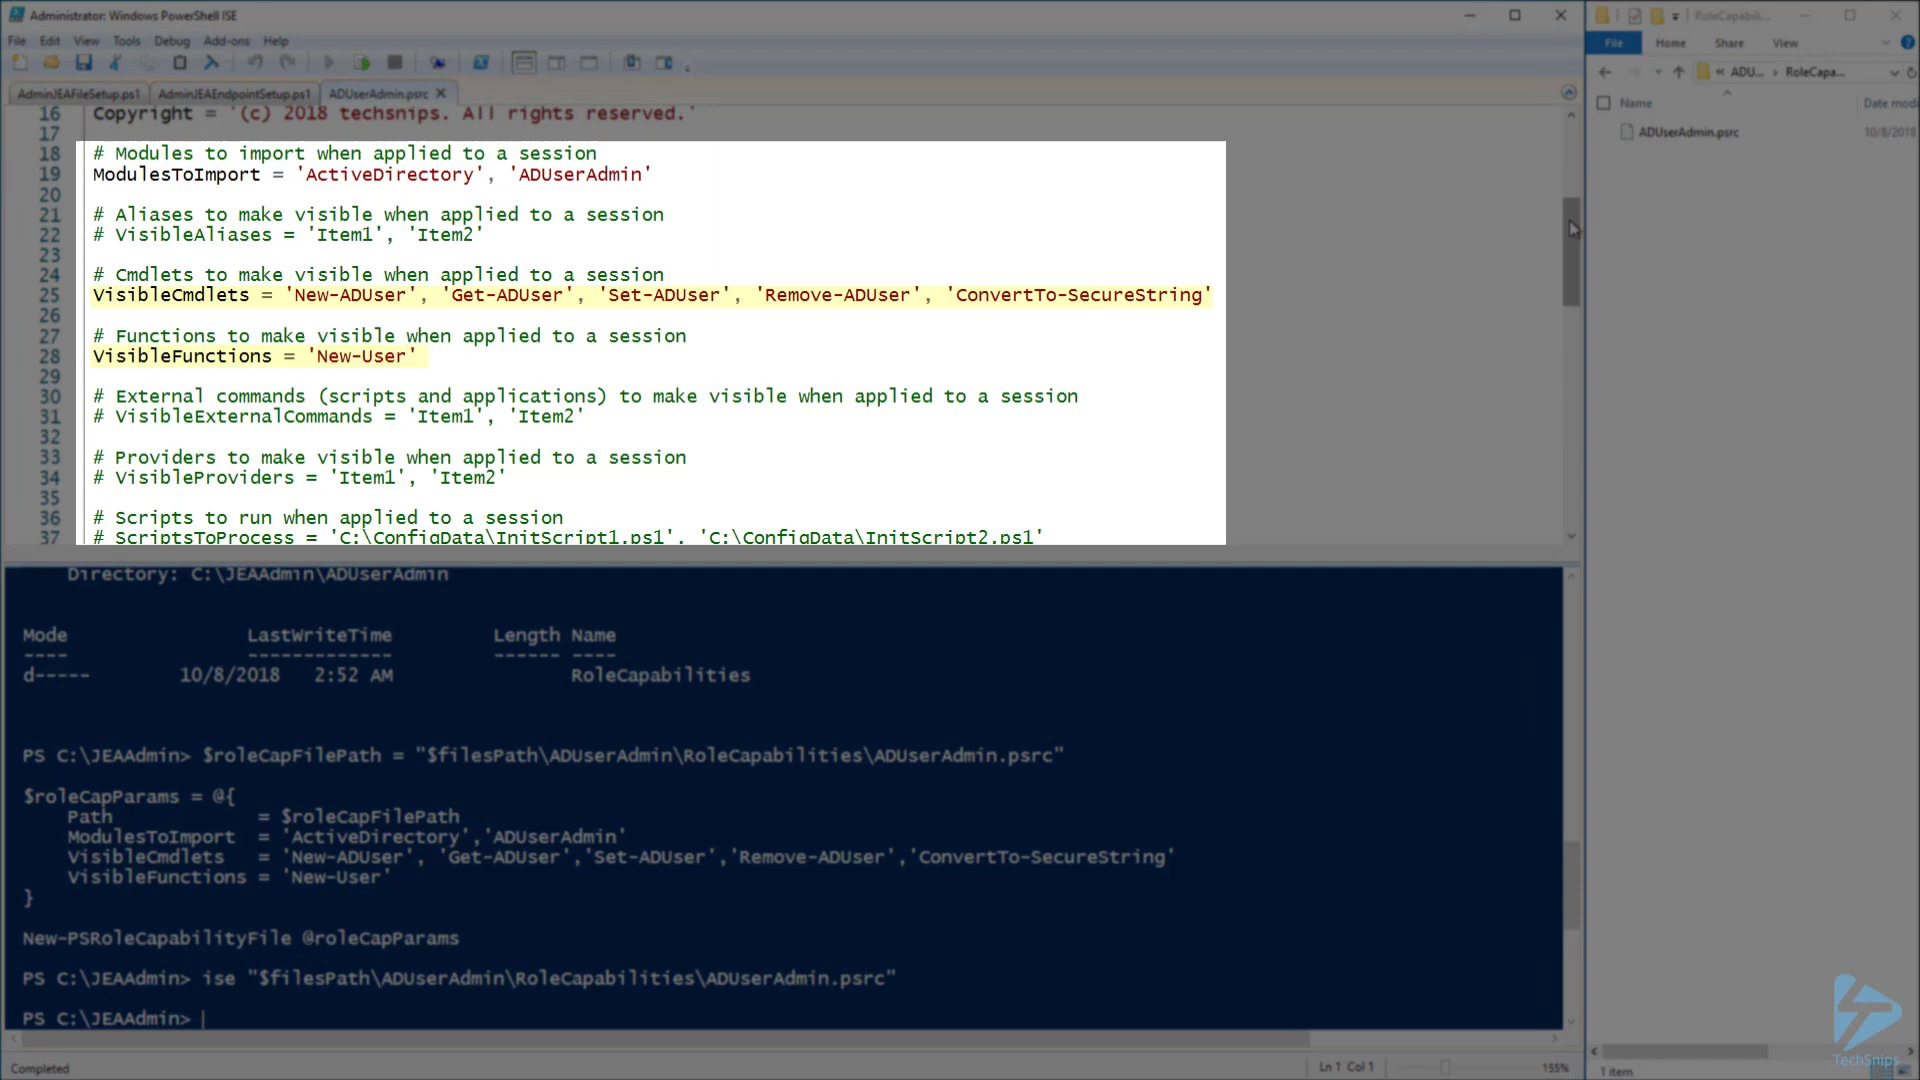 Administrator: Windows PowerShell ISE
File Edit View Tools Debug Add-ons Help
AdminJEAFileSetup.ps1 AdminJEAEndpointSetup.ps1 ADUserAdmin.psrc
16 Copyright = '(c) 2018 techsnips. All rights reserved.'
17
18 # Modules to import when applied to a session
19 ModulesToImport = 'ActiveDirectory', 'ADUserAdmin'
20
21 # Aliases to make visible when applied to a session
22 # VisibleAliases = 'Item1', 'Item2'
23
24 # Cmdlets to make visible when applied to a session
25 VisibleCmdlets = 'New-ADUser', 'Get-ADUser', 'Set-ADUser', 'Remove-ADUser', 'ConvertTo-SecureString'
26
27 # Functions to make visible when applied to a session
28 VisibleFunctions = 'New-User'
29
30 # External commands (scripts and applications) to make visible when applied to a session
31 # VisibleExternalCommands = 'Item1', 'Item2'
32
33 # Providers to make visible when applied to a session
34 # VisibleProviders = 'Item1', 'Item2'
35
36 # Scripts to run when applied to a session
37 # ScriptsToProcess = 'C:\ConfigData\InitScript1.ps1', 'C:\ConfigData\InitScript2.ps1'
Directory: C:\JEAAdmin\ADUserAdmin
Mode LastWriteTime Length Name
---- ------------- ------ ----
d----- 10/8/2018 2:52 AM RoleCapabilities
PS C:\JEAAdmin> $roleCapFilePath = "$filesPath\ADUserAdmin\RoleCapabilities\ADUserAdmin.psrc"
$roleCapParams = @{
Path = $roleCapFilePath
ModulesToImport = 'ActiveDirectory','ADUserAdmin'
VisibleCmdlets = 'New-ADUser', 'Get-ADUser','Set-ADUser','Remove-ADUser','ConvertTo-SecureString'
VisibleFunctions = 'New-User'
}
New-PSRoleCapabilityFile @roleCapParams
PS C:\JEAAdmin> ise "$filesPath\ADUserAdmin\RoleCapabilities\ADUserAdmin.psrc"
PS C:\JEAAdmin>
Completed
Ln 1 Col 1
155%
RoleCapabili...
File Home Share View
« ADU... › RoleCapa...
Name Date modi
ADUserAdmin.psrc 10/8/2018
1 item
TechSnips